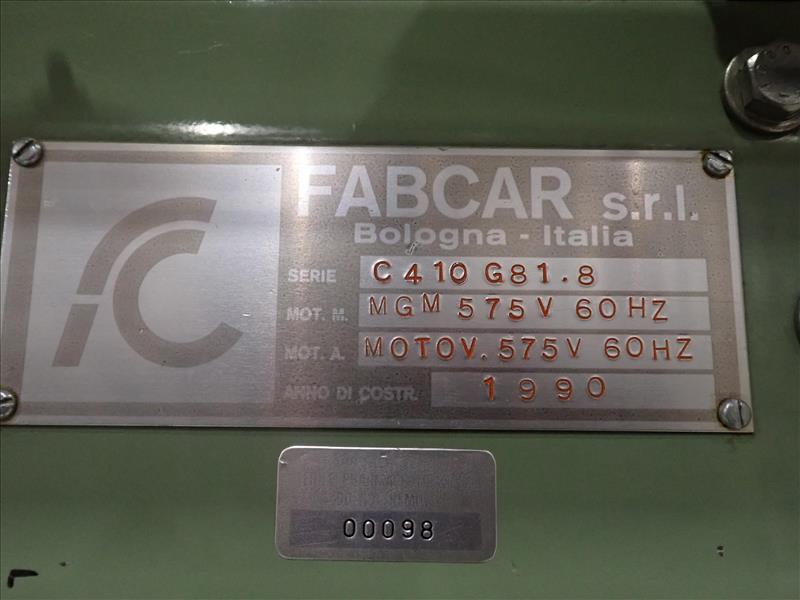 FABCAR s.r.l.
Bologna - Italia
SERIE C410 G81.8
MOT. M. MGM 575V 60HZ
MOT. A. MOTOV. 575V 60HZ
ANNO DI COSTR. 1990
00098